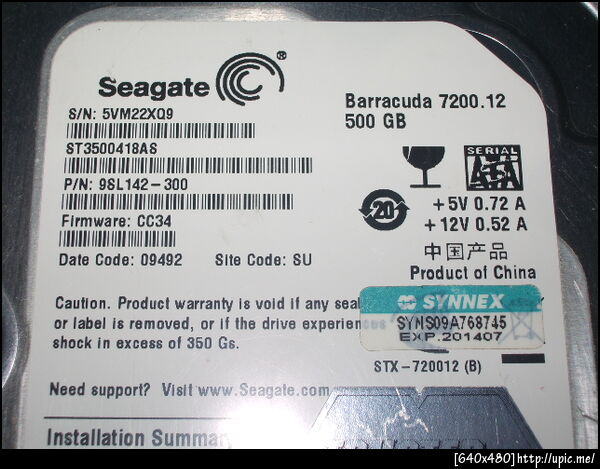 Seagate ®
S/N: 5VM22XQ9
ST3500418AS
P/N: 9SL142-300
Firmware: CC34
Date Code: 09492 Site Code: SU
Barracuda 7200.12
500 GB
SERIAL
ATA
20
+5V 0.72 A
+12V 0.52 A
中国产品
Product of China
Caution. Product warranty is void if any seal
or label is removed, or if the drive experiences
shock in excess of 350 Gs.
SYNNEX
SYNS09A768745
EXP.201407
STX-720012 (B)
Need support? Visit www.Seagate.com
Installation Summar
[640x480]http://upic.me/